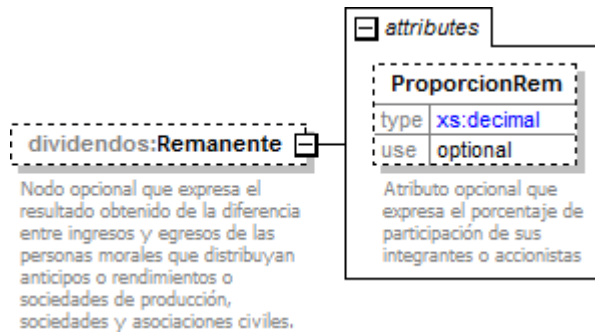 attributes
ProporcionRem
type xs:decimal
use optional
dividendos:Remanente
Nodo opcional que expresa el
resultado obtenido de la diferencia
entre ingresos y egresos de las
personas morales que distribuyan
anticipos o rendimientos o
sociedades de producción,
sociedades y asociaciones civiles.
Atributo opcional que
expresa el porcentaje de
participación de sus
integrantes o accionistas